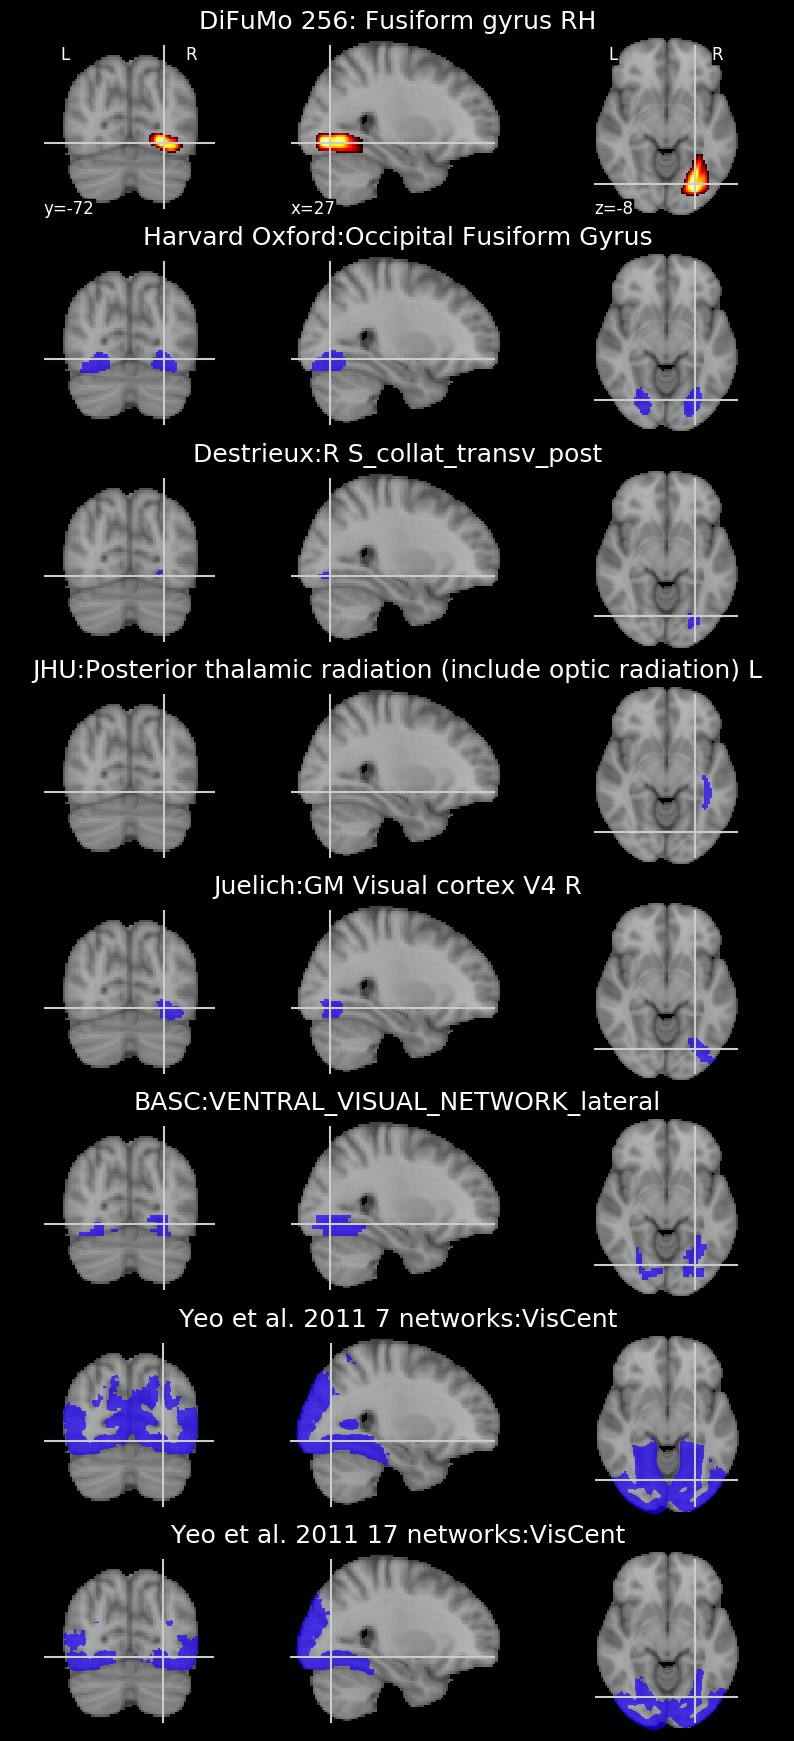 DiFuMo 256: Fusiform gyrus RH
L R L R
y=-72 x=27 z=-8
Harvard Oxford:Occipital Fusiform Gyrus
Destrieux:R S_collat_transv_post
JHU:Posterior thalamic radiation (include optic radiation) L
Juelich:GM Visual cortex V4 R
BASC:VENTRAL_VISUAL_NETWORK_lateral
Yeo et al. 2011 7 networks:VisCent
Yeo et al. 2011 17 networks:VisCent